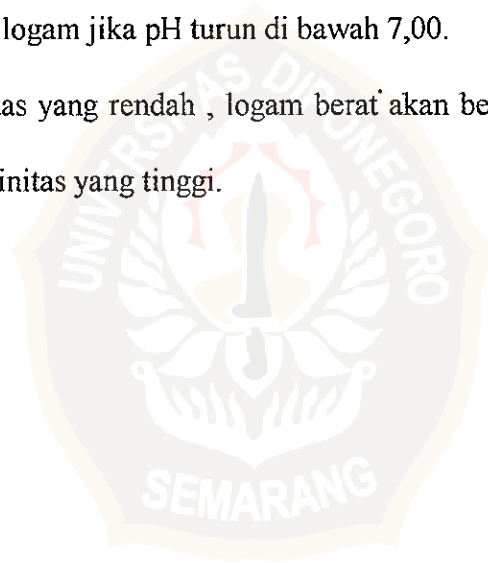 logam jika pH turun di bawah 7,00.
as yang rendah , logam berat akan be
initas yang tinggi.
UNIVERSITAS DIPONEGORO
SEMARANG